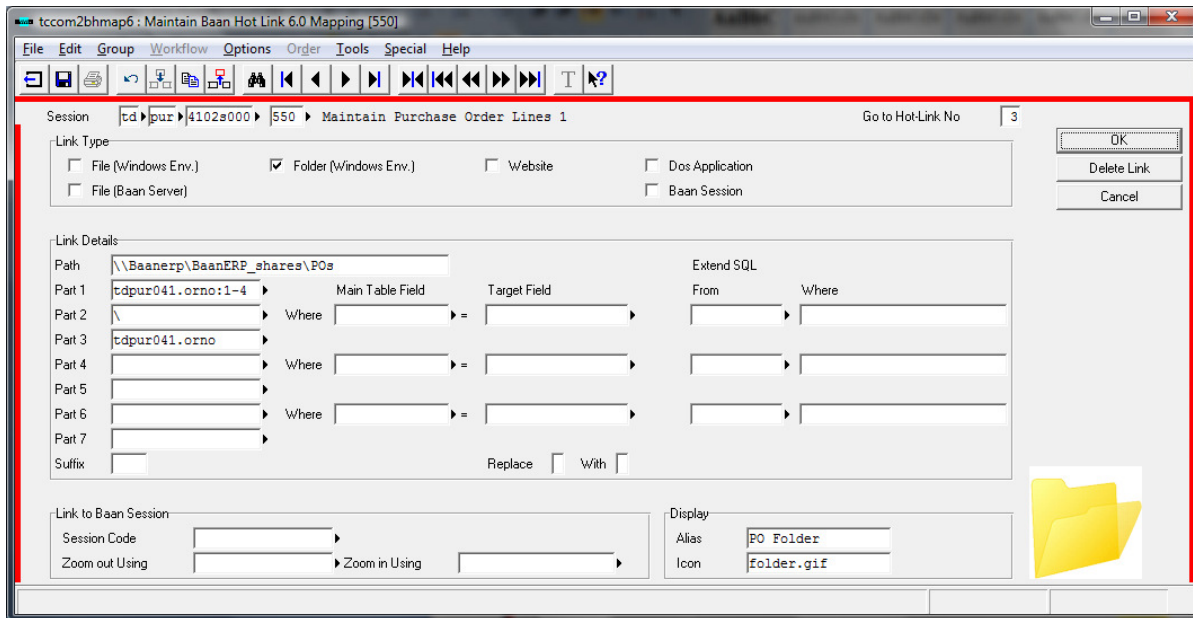 tccom2bhmap6 : Maintain Baan Hot Link 6.0 Mapping [550]
File Edit Group Workflow Options Order Tools Special Help
T ?
Session td pur 4102s000 550 Maintain Purchase Order Lines 1 Go to Hot-Link No 3
Link Type
OK
File (Windows Env.) Folder (Windows Env.) Website Dos Application
Delete Link
File (Baan Server) Baan Session
Cancel
Link Details
Path \\Baanerp\BaanERP_shares\POs Extend SQL
Part 1 tdpur041.orno:1-4 Main Table Field Target Field From Where
Part 2 \ Where =
Part 3 tdpur041.orno
Part 4 Where =
Part 5
Part 6 Where =
Part 7
Suffix Replace With
Link to Baan Session Display
Session Code Alias PO Folder
Zoom out Using Zoom in Using Icon folder.gif